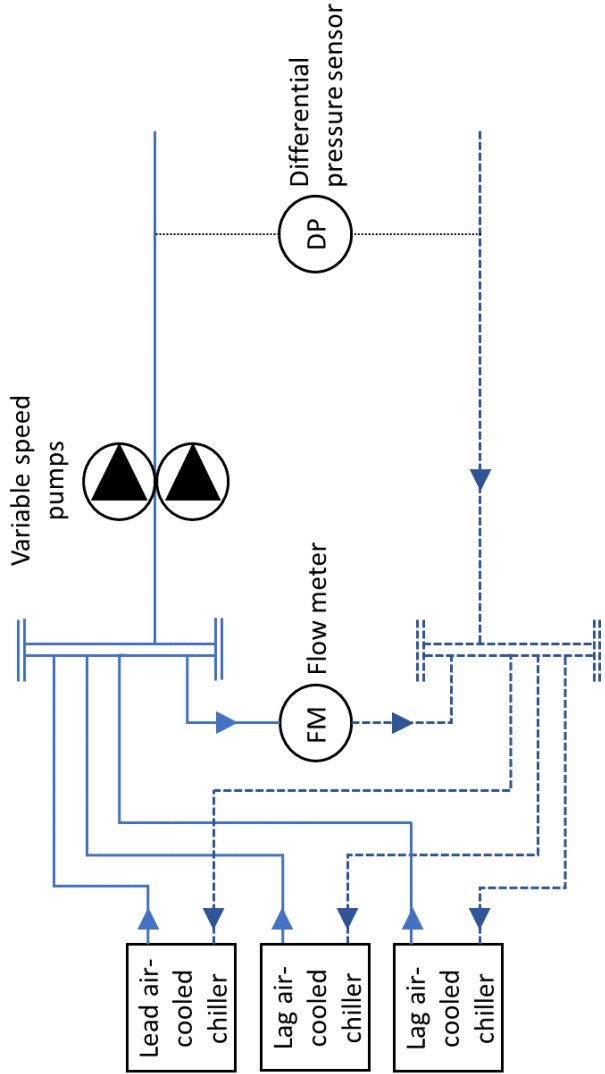 Variable speed
pumps
Differential
pressure sensor
DP
Flow meter
FM
Lead air-
cooled
chiller
Lag air-
cooled
chiller
Lag air-
cooled
chiller